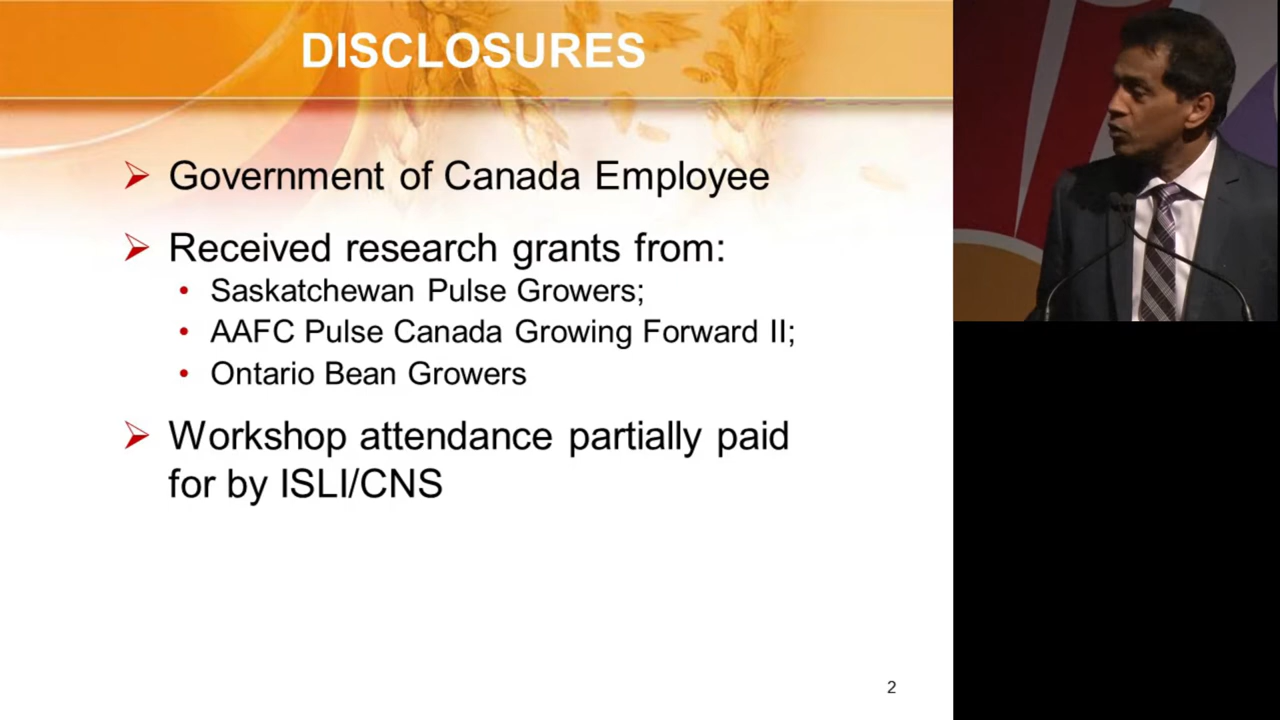 DISCLOSURES
Government of Canada Employee
Received research grants from:
• Saskatchewan Pulse Growers;
• AAFC Pulse Canada Growing Forward II;
• Ontario Bean Growers
Workshop attendance partially paid
for by ISLI/CNS
2